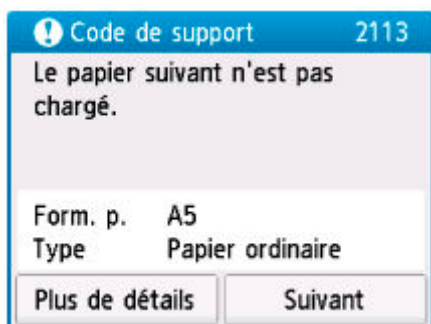 Code de support 2113
Le papier suivant n'est pas
chargé.
Form. p. A5
Type Papier ordinaire
Plus de détails Suivant